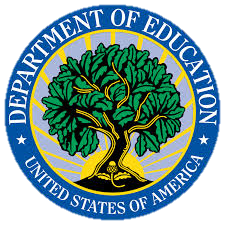 DEPARTMENT OF EDUCATION
UNITED STATES OF AMERICA